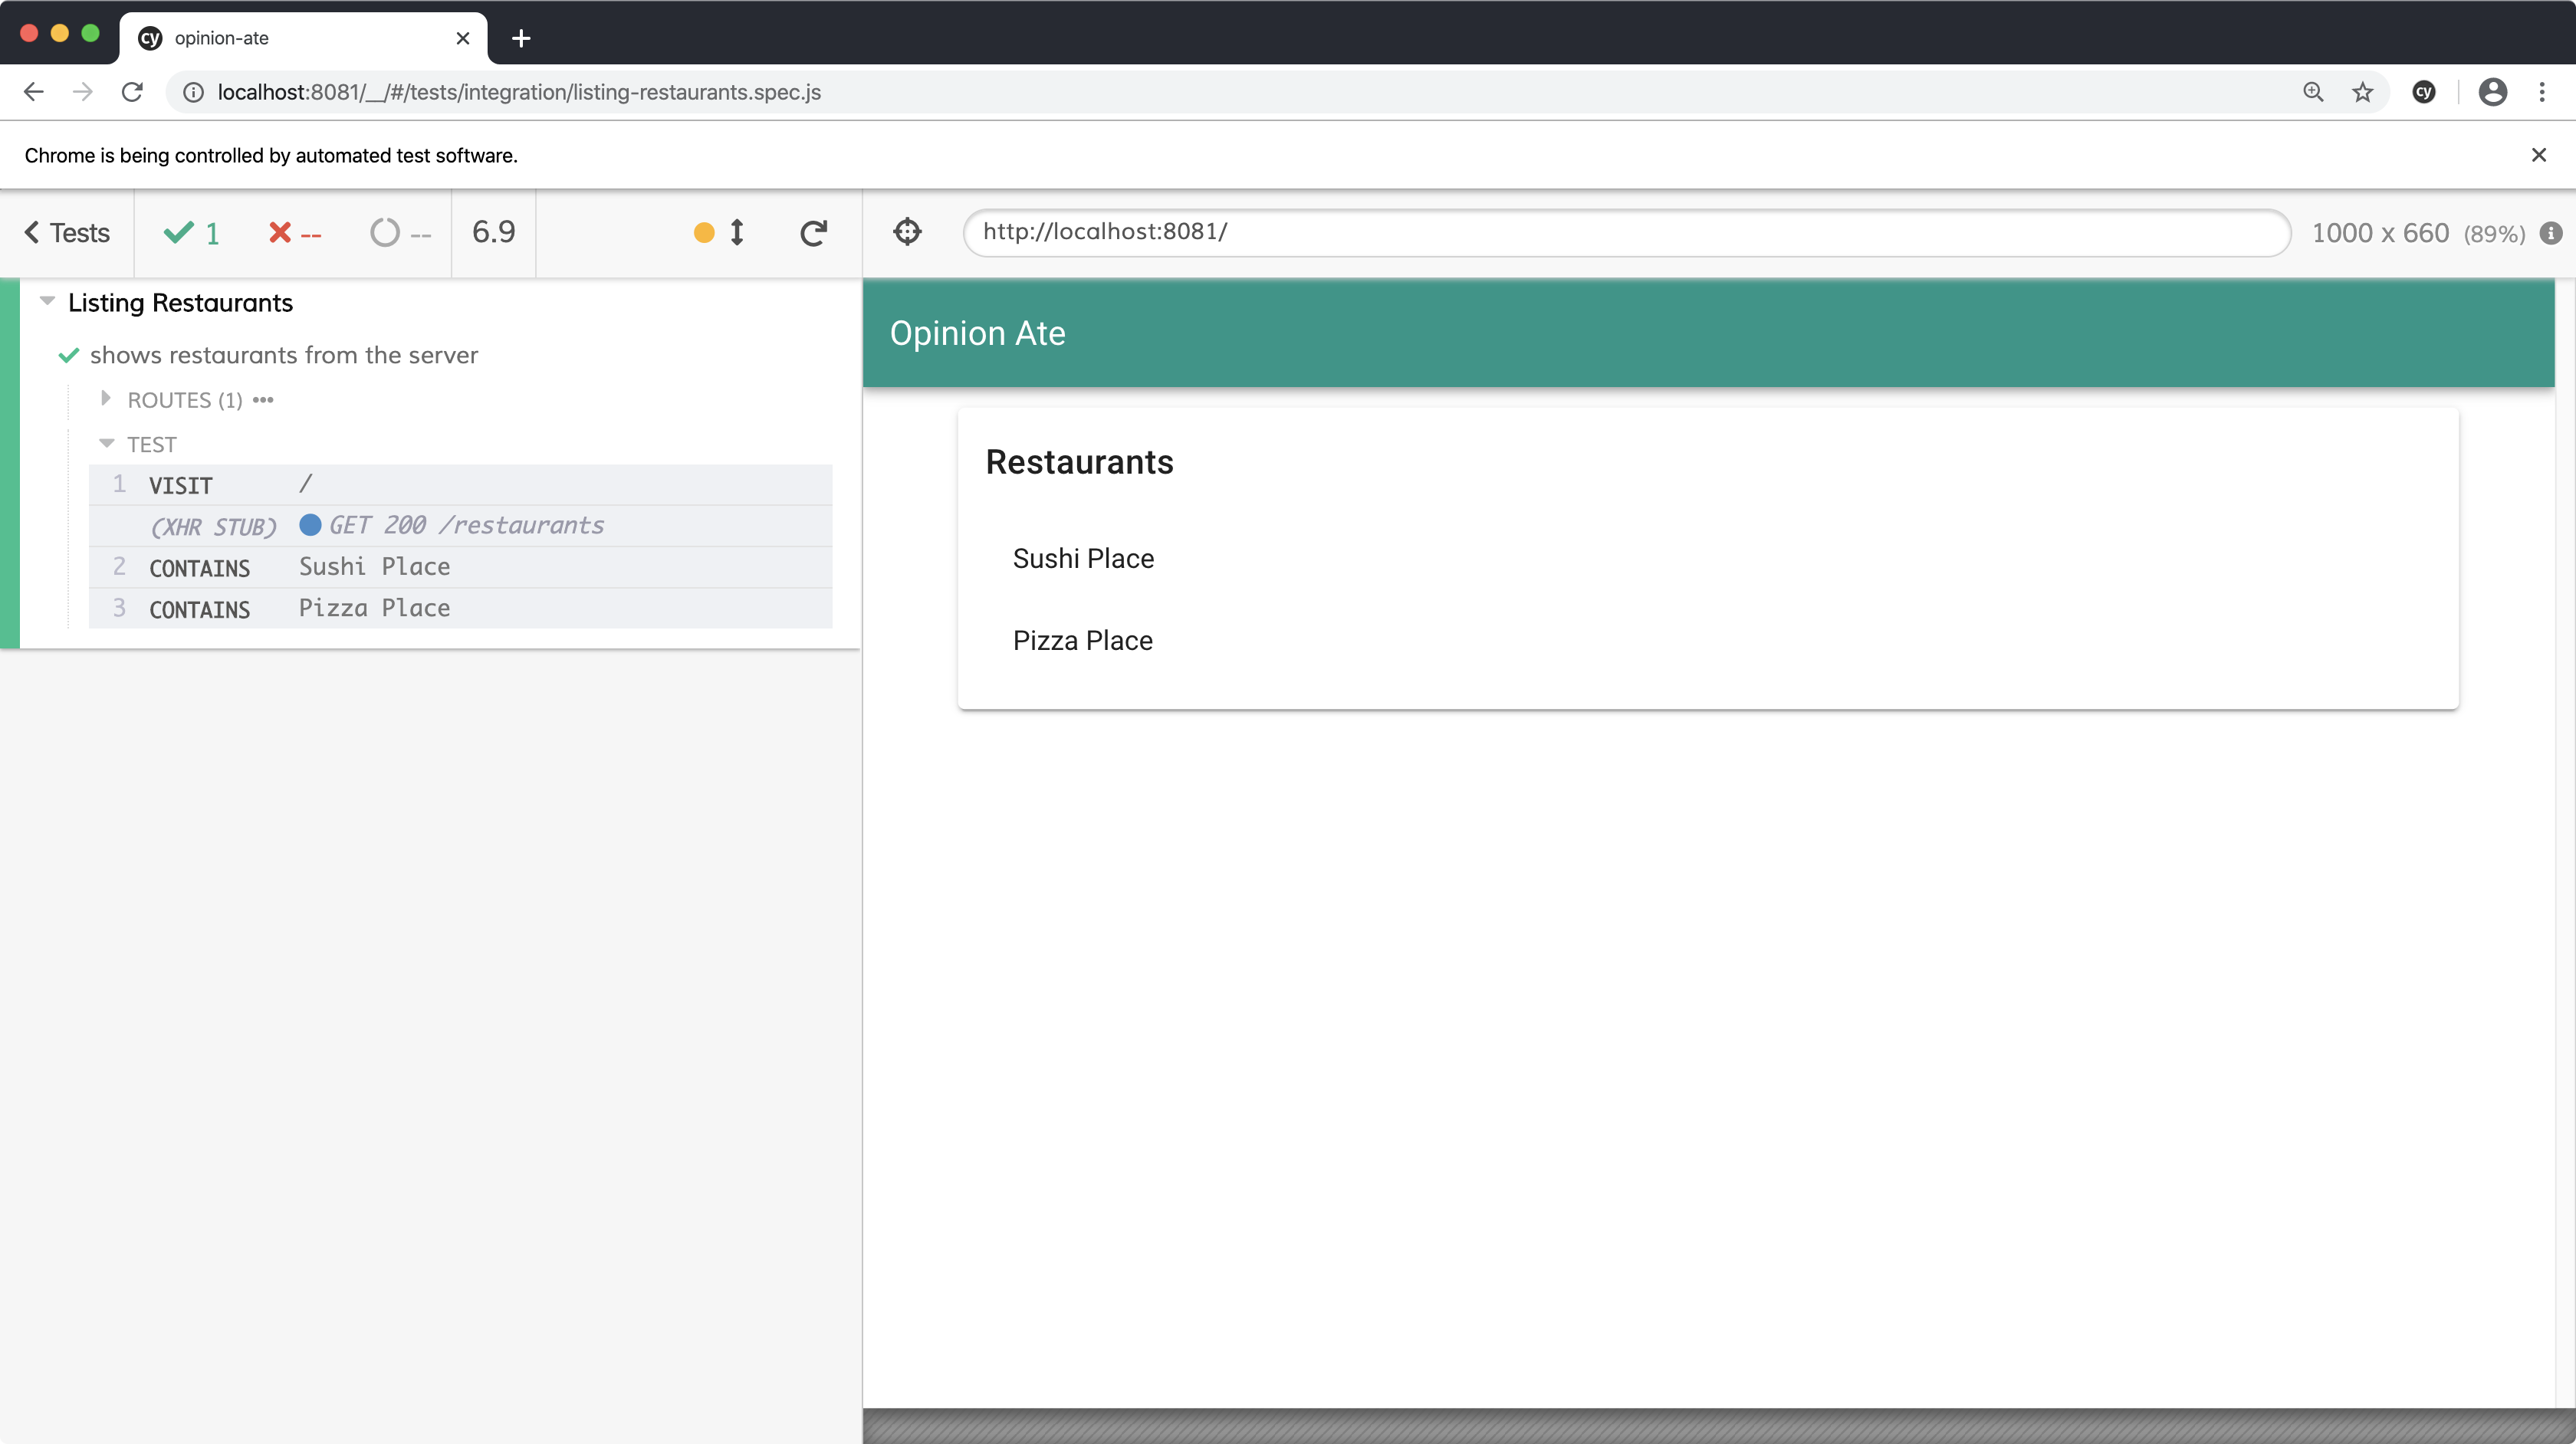 cy opinion-ate
localhost:8081/__/#/tests/integration/listing-restaurants.spec.js
cy
Chrome is being controlled by automated test software.
Tests 1 -- -- 6.9
http://localhost:8081/
1000 x 660 (89%)
Listing Restaurants
shows restaurants from the server
ROUTES (1)
TEST
1 VISIT /
(XHR STUB) GET 200 /restaurants
2 CONTAINS Sushi Place
3 CONTAINS Pizza Place
Opinion Ate
Restaurants
Sushi Place
Pizza Place